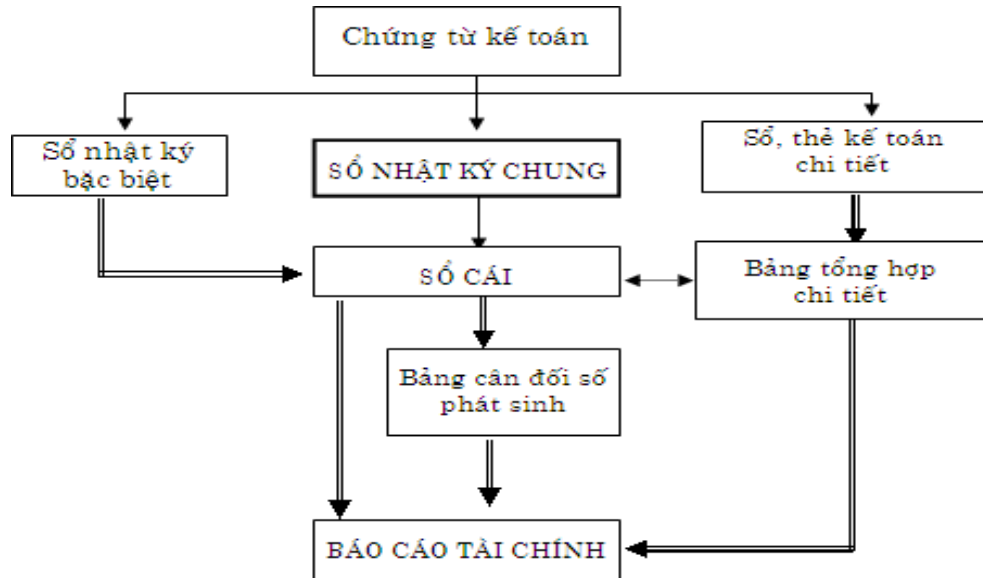 Chứng từ kế toán
Sổ nhật ký
bặc biệt
SỔ NHẬT KÝ CHUNG
Sổ, thẻ kế toán
chi tiết
SỔ CÁI
Bảng tổng hợp
chi tiết
Bảng cân đối số
phát sinh
BÁO CÁO TÀI CHÍNH